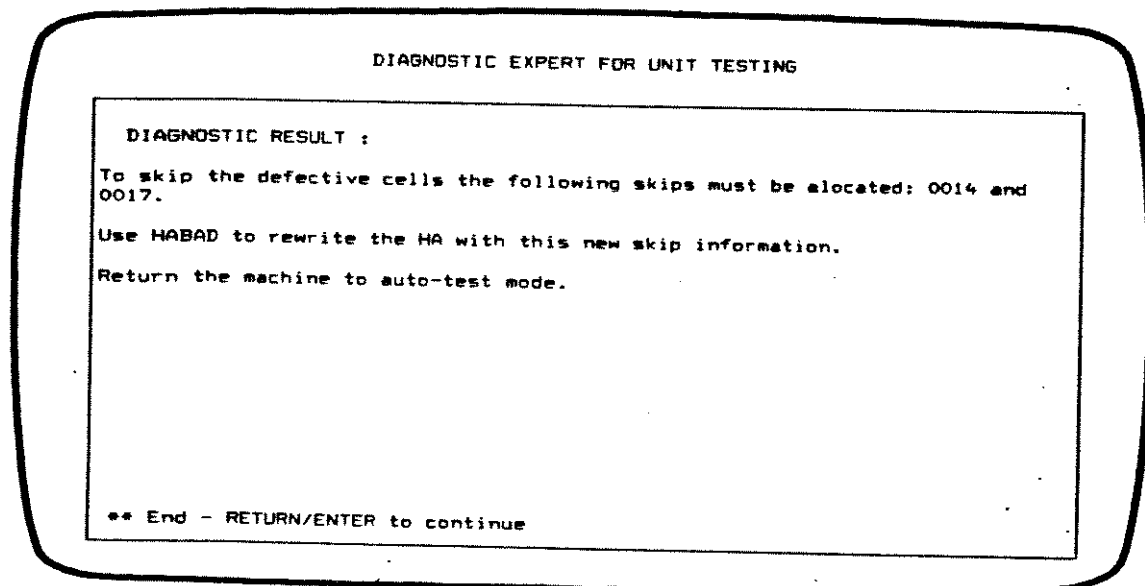 DIAGNOSTIC EXPERT FOR UNIT TESTING
DIAGNOSTIC RESULT :
To skip the defective cells the following skips must be alocated: 0014 and
0017.
Use HABAD to rewrite the HA with this new skip information.
Return the machine to auto-test mode.
** End - RETURN/ENTER to continue